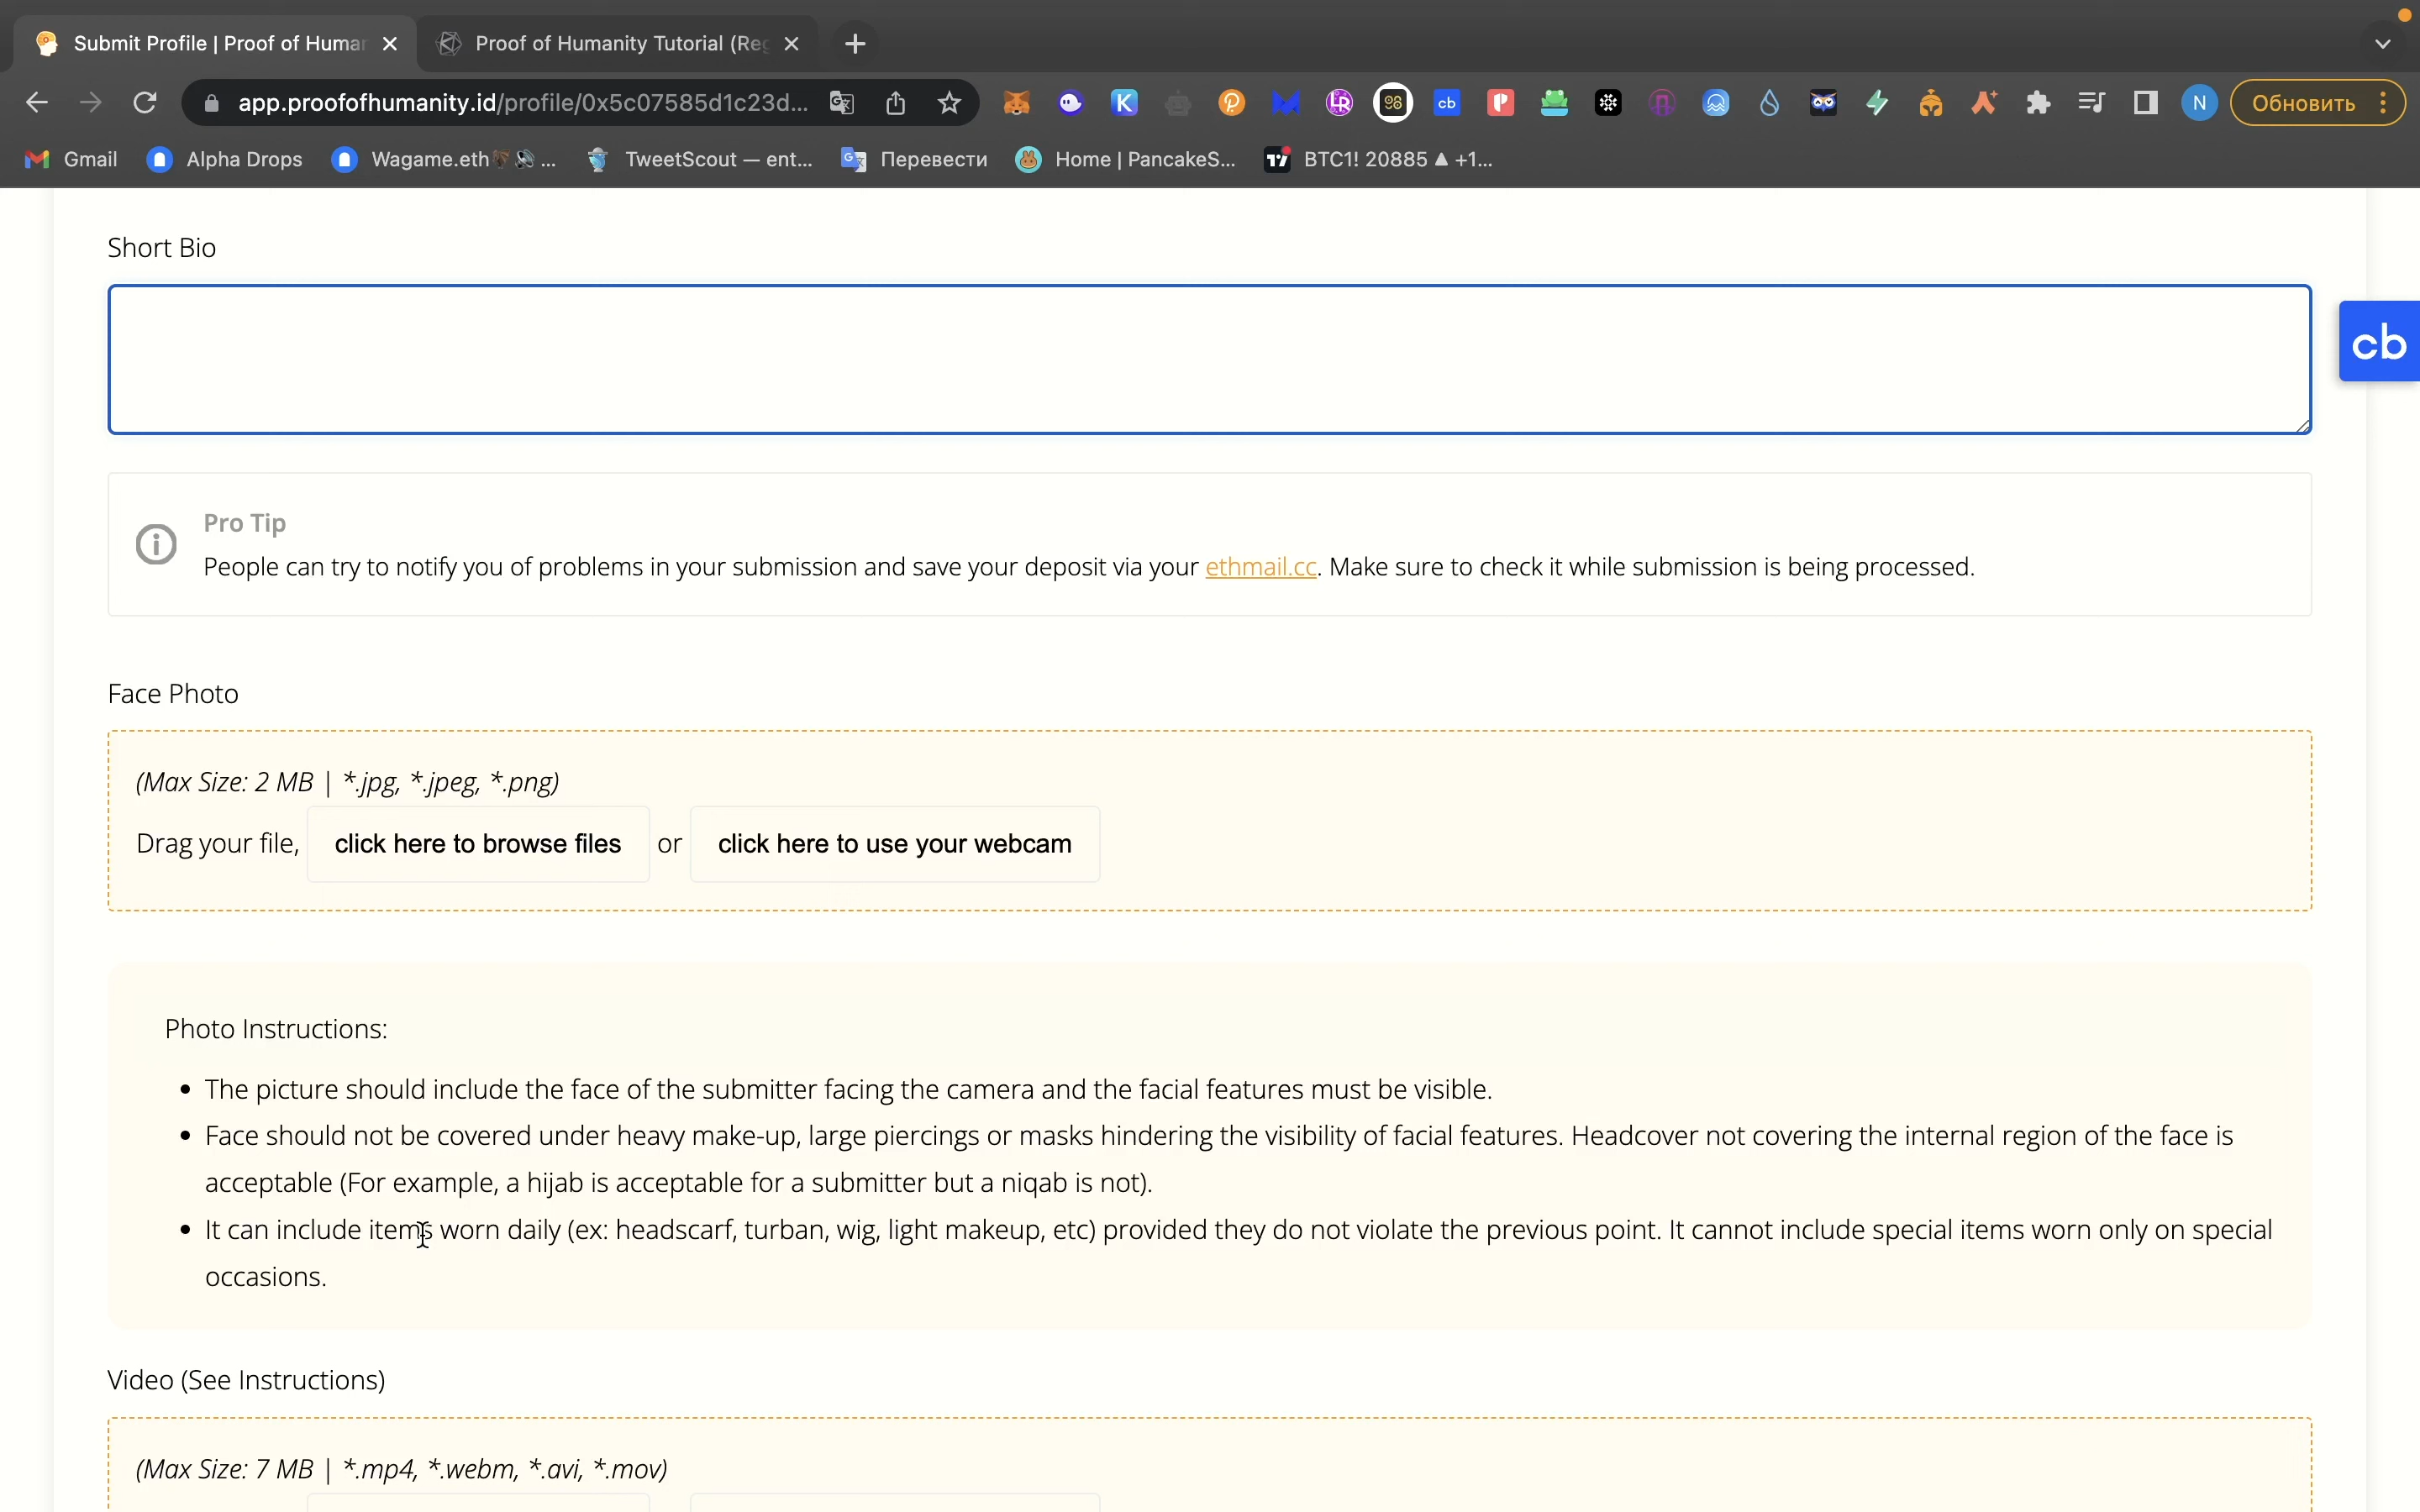 Submit Profile | Proof of Humar
Proof of Humanity Tutorial (Reg
app.proofofhumanity.id/profile/0x5c07585d1c23d...
N
Обновить
Gmail
Alpha Drops
Wagame.eth ...
TweetScout — ent...
Перевести
Home | PancakeS...
BTC1! 20885 ▲ +1...
Short Bio
cb
Pro Tip
People can try to notify you of problems in your submission and save your deposit via your ethmail.cc. Make sure to check it while submission is being processed.
Face Photo
(Max Size: 2 MB | *.jpg, *.jpeg, *.png)
Drag your file, click here to browse files or click here to use your webcam
Photo Instructions:
• The picture should include the face of the submitter facing the camera and the facial features must be visible.
• Face should not be covered under heavy make-up, large piercings or masks hindering the visibility of facial features. Headcover not covering the internal region of the face is
acceptable (For example, a hijab is acceptable for a submitter but a niqab is not).
• It can include items worn daily (ex: headscarf, turban, wig, light makeup, etc) provided they do not violate the previous point. It cannot include special items worn only on special
occasions.
Video (See Instructions)
(Max Size: 7 MB | *.mp4, *.webm, *.avi, *.mov)